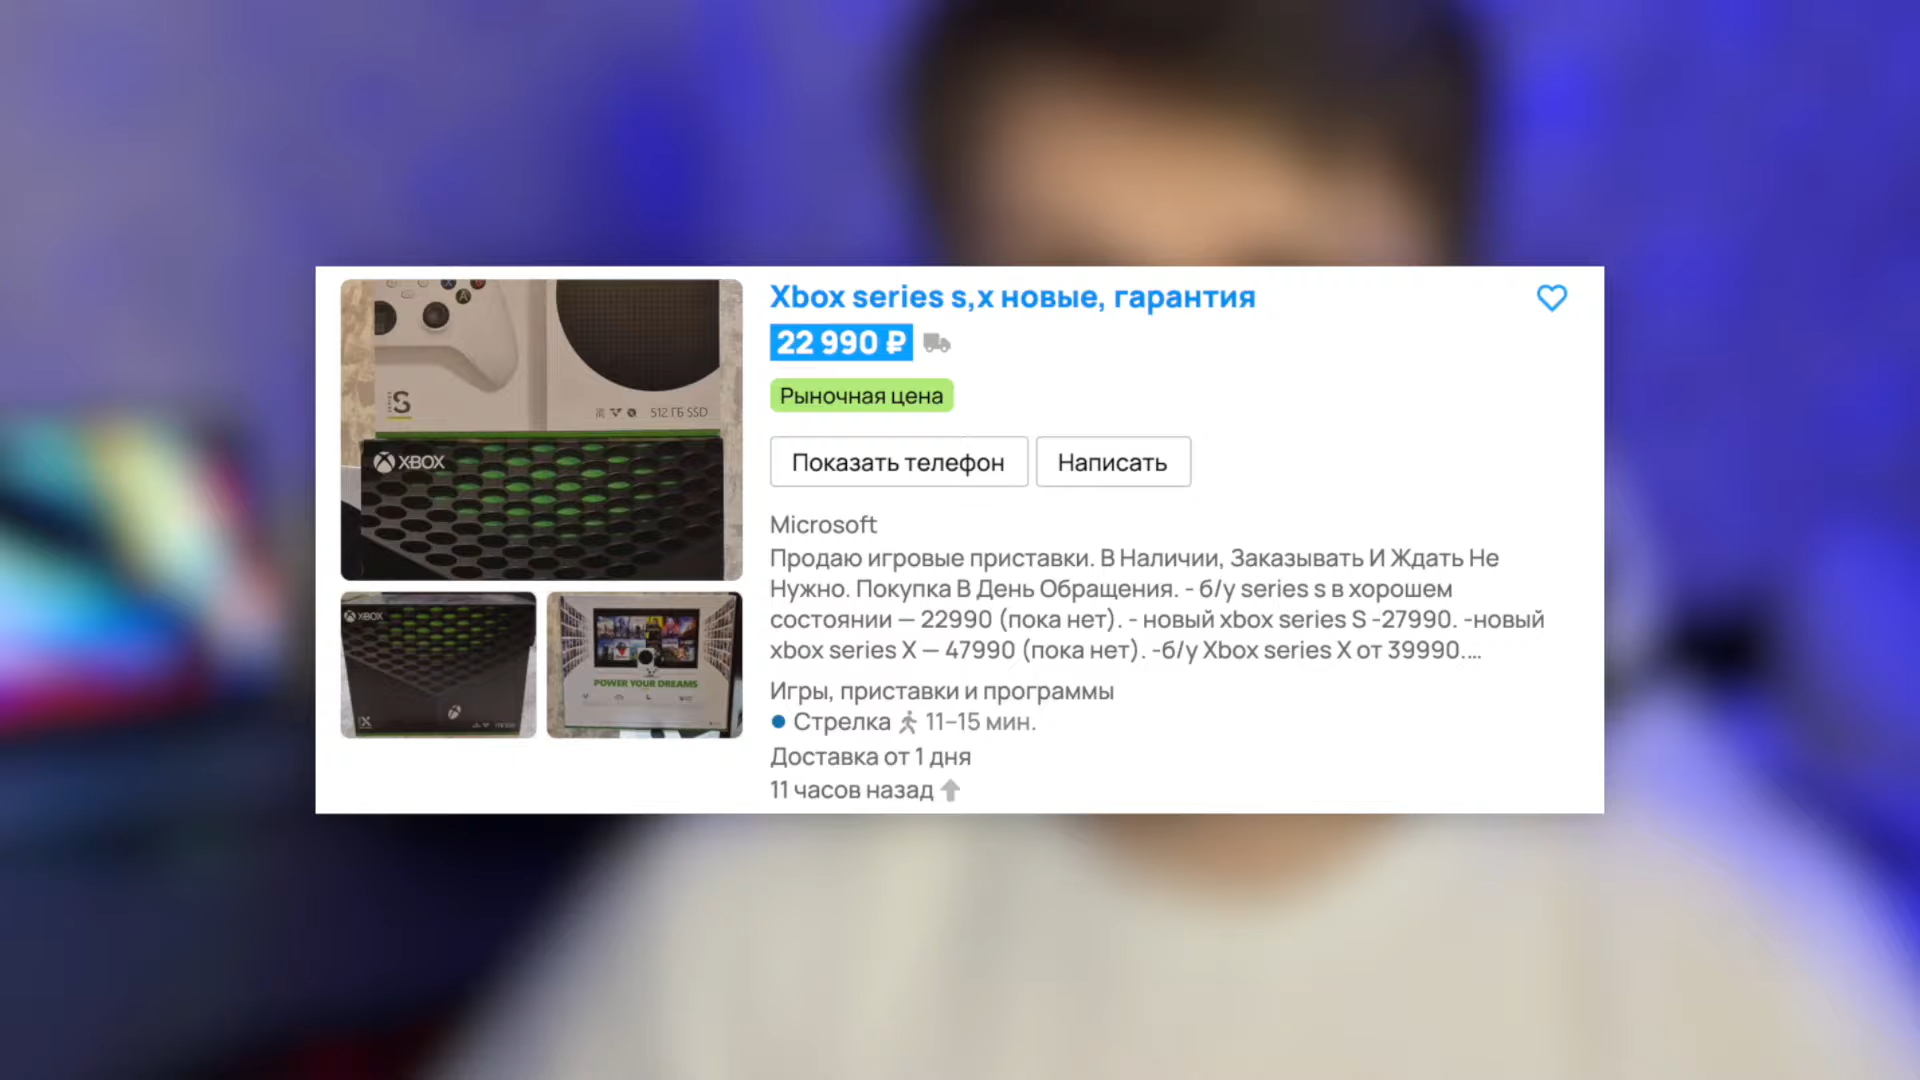 Xbox series s,x новые, гарантия
22 990 ₽
Рыночная цена
Показать телефон
Написать
Microsoft
Продаю игровые приставки. В Наличии, Заказывать И Ждать Не
Нужно. Покупка В День Обращения. - б/у series s в хорошем
состоянии — 22990 (пока нет). - новый xbox series S -27990. -новый
xbox series X — 47990 (пока нет). -б/у Xbox series X от 39990....
Игры, приставки и программы
Стрелка 11–15 мин.
Доставка от 1 дня
11 часов назад
SERIES S
512 ГБ SSD
XBOX
XBOX
X
POWER YOUR DREAMS